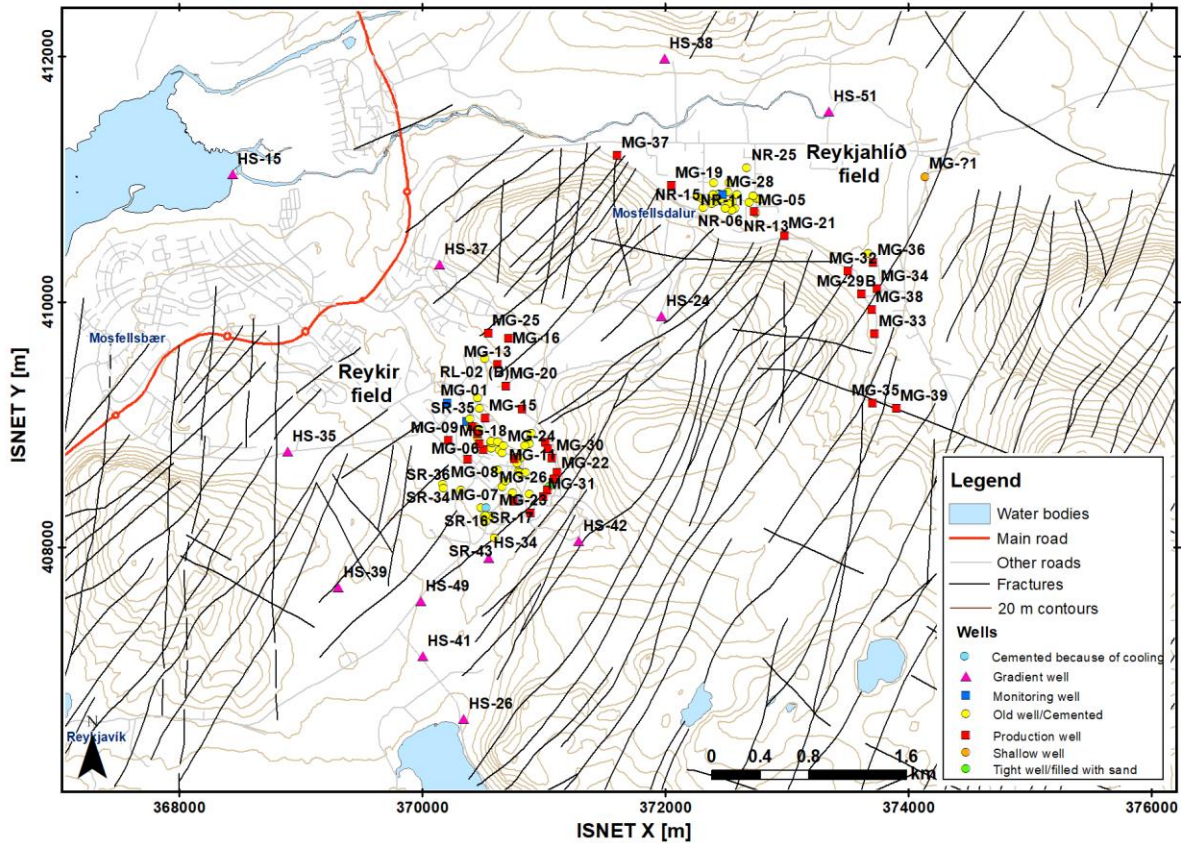 412000
410000
408000
ISNET Y [m]
HS-38
HS-51
HS-15
MG-37
NR-25
Reykjahlíð
field
MG-?1
MG-19
MG-28
NR-15
NR-11
MG-05
Mosfellsdalur
NR-06
NR-13
MG-21
HS-37
MG-36
MG-32
MG-29B
MG-34
MG-38
HS-24
MG-33
MG-25
MG-16
Mosfellsbær
MG-13
Reykir
field
RL-02 (B)
MG-20
MG-01
MG-35
MG-39
SR-35
MG-15
MG-09
MG-18
MG-24
MG-30
HS-35
MG-06
MG-11
MG-22
SR-36
MG-08
MG-26
MG-31
SR-34
MG-07
MG-23
SR-16
SR-17
HS-42
HS-34
SR-43
HS-39
HS-49
HS-41
HS-26
Reykjavík
N
Legend
Water bodies
Main road
Other roads
Fractures
20 m contours
Wells
Cemented because of cooling
Gradient well
Monitoring well
Old well/Cemented
Production well
Shallow well
Tight well/filled with sand
0 0.4 0.8 1.6
km
368000 370000 372000 374000 376000
ISNET X [m]